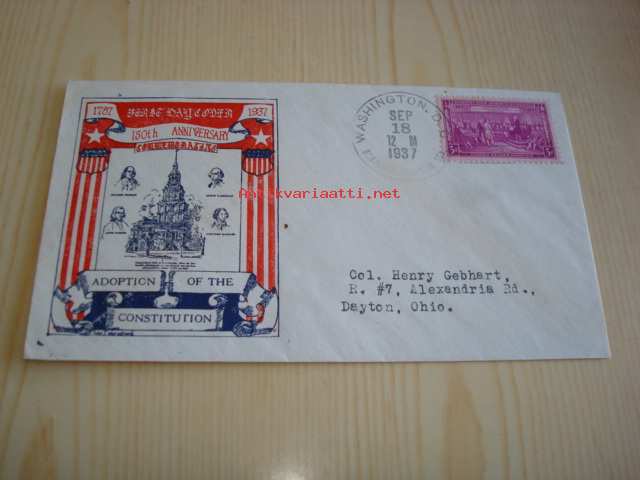 1787 FIRST DAY COVER 1937
150th ANNIVERSARY
COMMEMORATING
ADOPTION OF THE
CONSTITUTION
WASHINGTON, D.C.
SEP
18
12 M
1937
3¢
Antikvariaatti.net
Col. Henry Gebhart,
R. #7, Alexandria Rd.,
Dayton, Ohio.